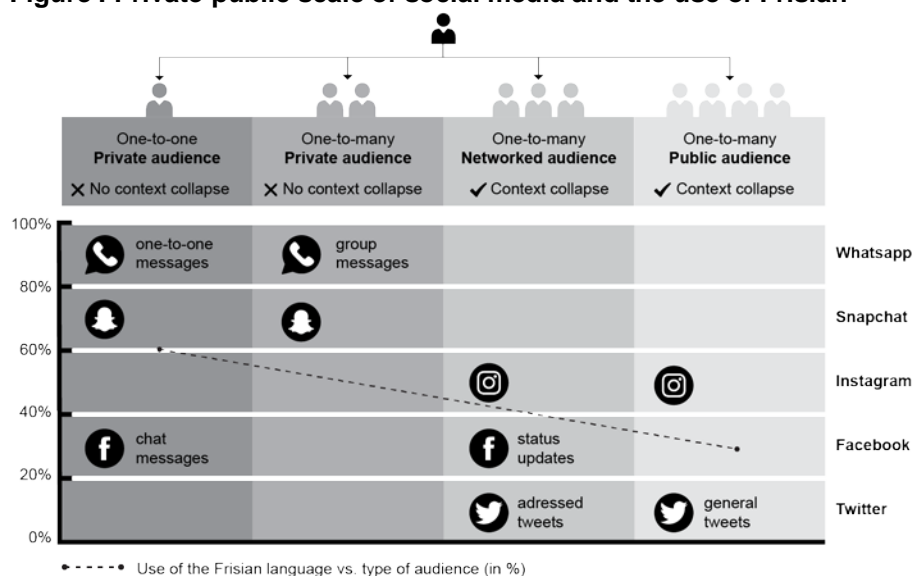 Figure . Private-public scale of social media and the use of Frisian
One-to-one
Private audience
✗ No context collapse
One-to-many
Private audience
✗ No context collapse
One-to-many
Networked audience
✓ Context collapse
One-to-many
Public audience
✓ Context collapse
100%
80%
60%
40%
20%
0%
one-to-one
messages
group
messages
Whatsapp
Snapchat
Instagram
chat
messages
status
updates
Facebook
adressed
tweets
general
tweets
Twitter
Use of the Frisian language vs. type of audience (in %)